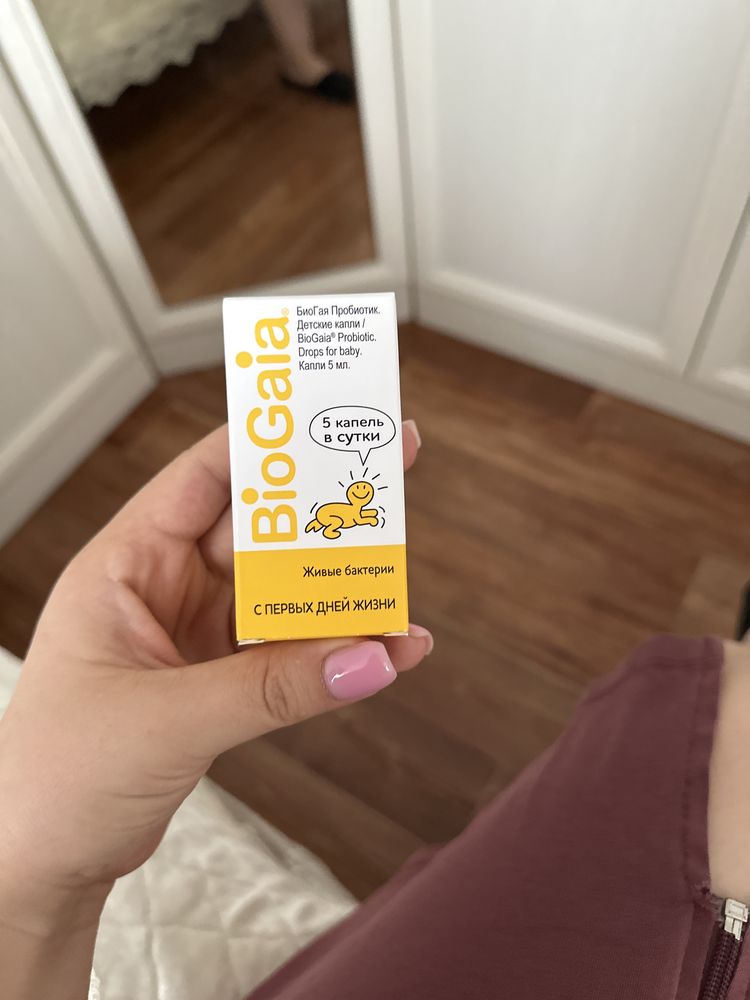 BioGaia®
БиоГая Пробиотик.
Детские капли /
BioGaia® Probiotic.
Drops for baby.
Капли 5 мл.
5 капель
в сутки
Живые бактерии
С ПЕРВЫХ ДНЕЙ ЖИЗНИ